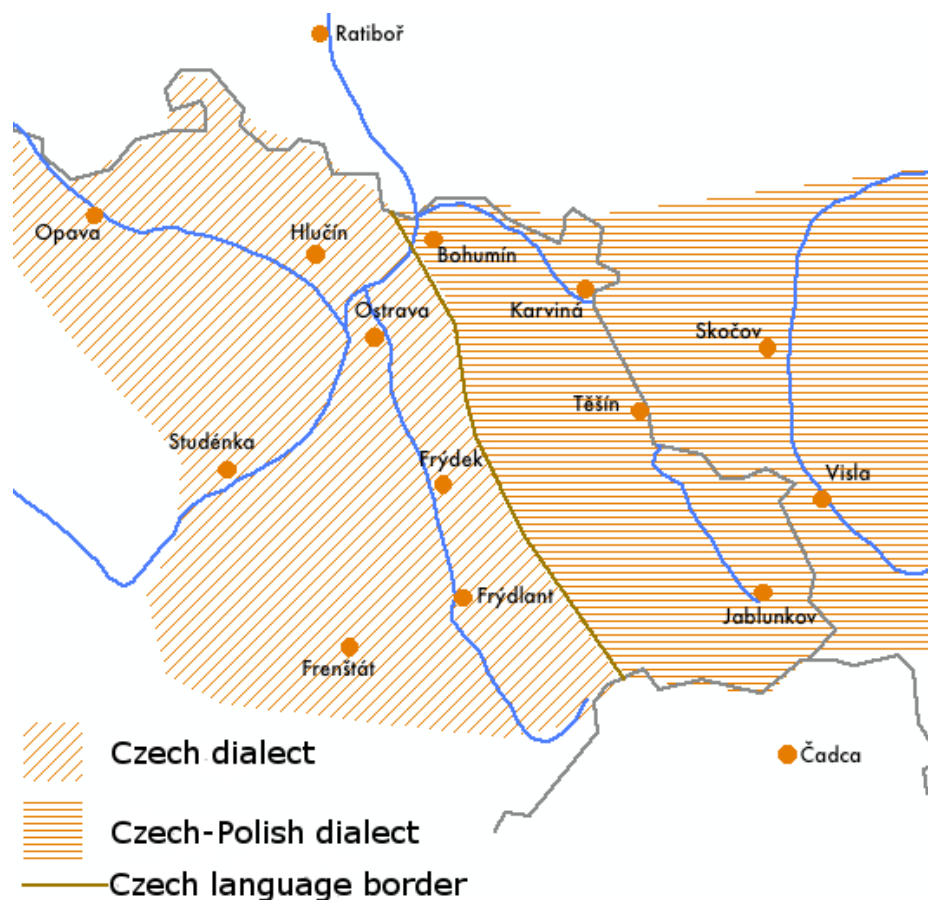 Ratiboř
Opava
Hlučín
Bohumín
Karviná
Ostrava
Skočov
Těšín
Studénka
Frýdek
Visla
Frýdlant
Jablunkov
Frenštát
Czech dialect
Čadca
Czech-Polish dialect
Czech language border